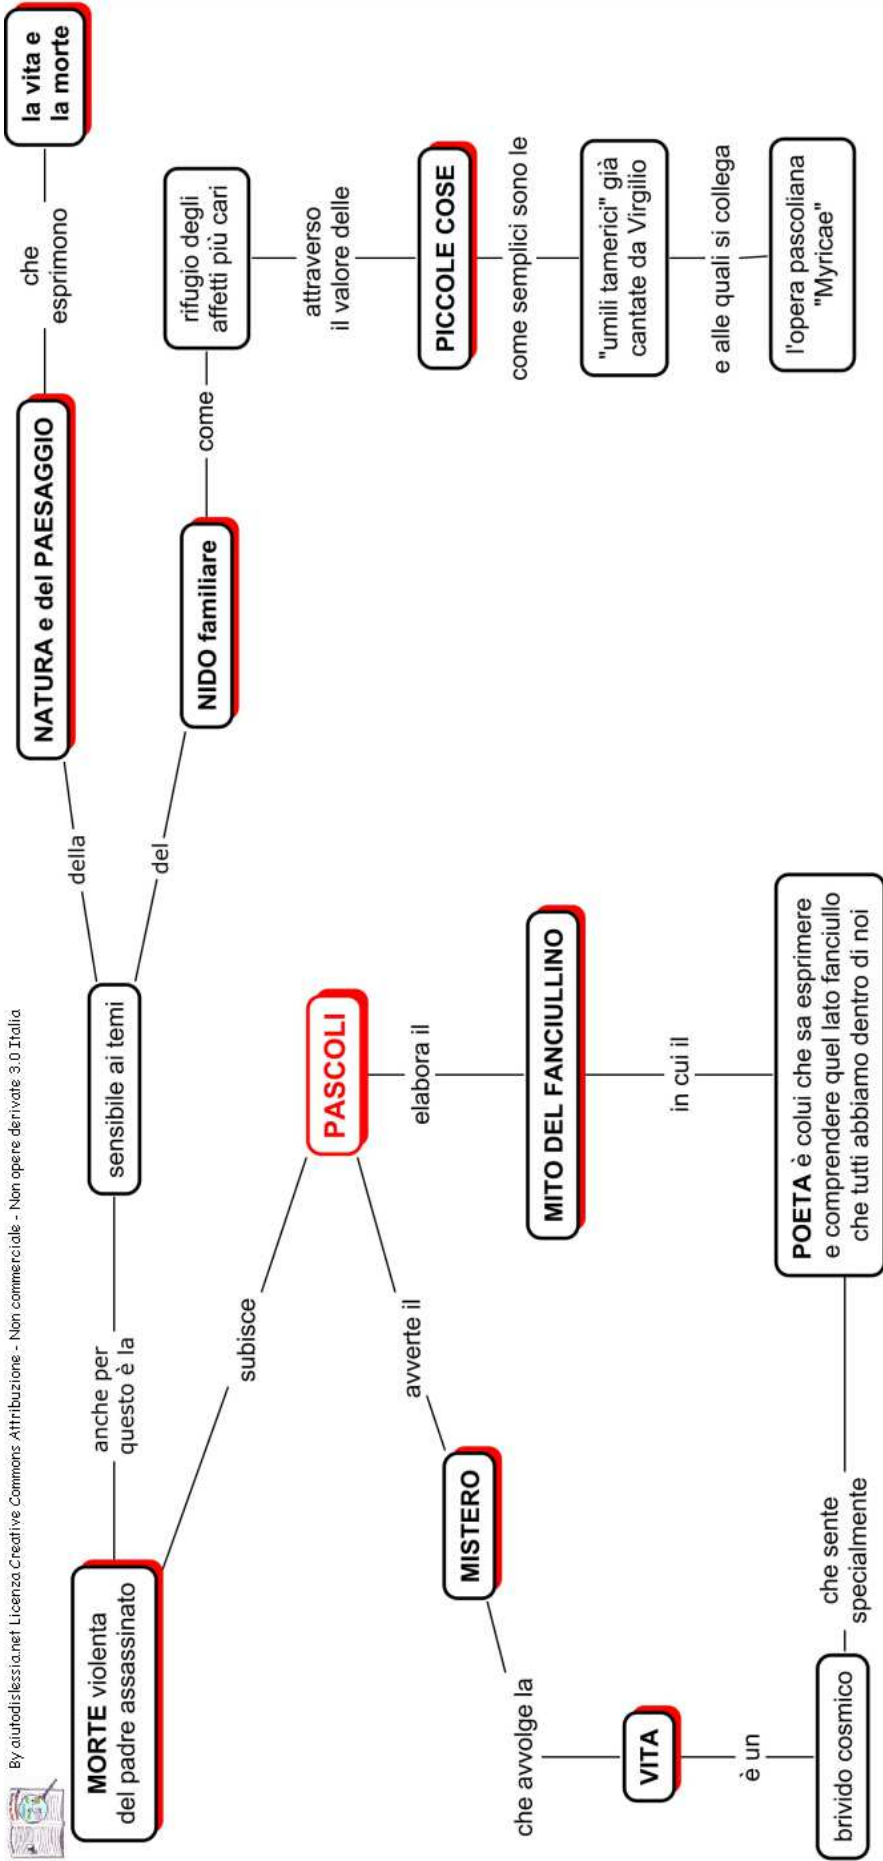 By aiutodislessia.net Licenza Creative Commons Attribuzione - Non commerciale - Non opere derivate 3.0 Italia
MORTE violenta
del padre assassinato
anche per
questo è la
sensibile ai temi
della
NATURA e del PAESAGGIO
che
esprimono
la vita e
la morte
del
NIDO familiare
come
rifugio degli
affetti più cari
attraverso
il valore delle
PICCOLE COSE
come semplici sono le
"umili tamerici" già
cantate da Virgilio
e alle quali si collega
l'opera pascoliana
"Myricae"
subisce
PASCOLI
avverte il
MISTERO
che avvolge la
VITA
è un
brivido cosmico
elabora il
MITO DEL FANCIULLINO
in cui il
POETA è colui che sa esprimere
e comprendere quel lato fanciullo
che tutti abbiamo dentro di noi
che sente
specialmente